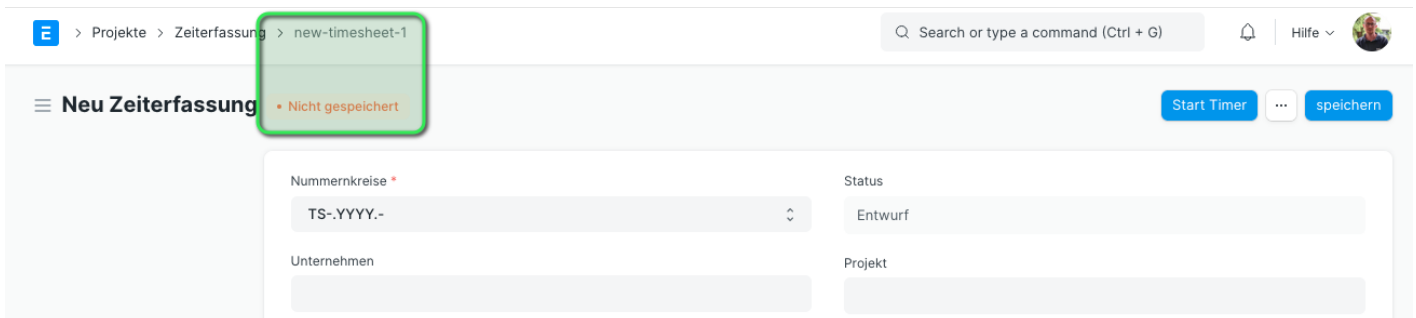 E > Projekte > Zeiterfassung > new-timesheet-1 Search or type a command (Ctrl + G) Hilfe
Neu Zeiterfassung • Nicht gespeichert Start Timer ... speichern
Nummernkreise * Status
TS-.YYYY.- Entwurf
Unternehmen Projekt